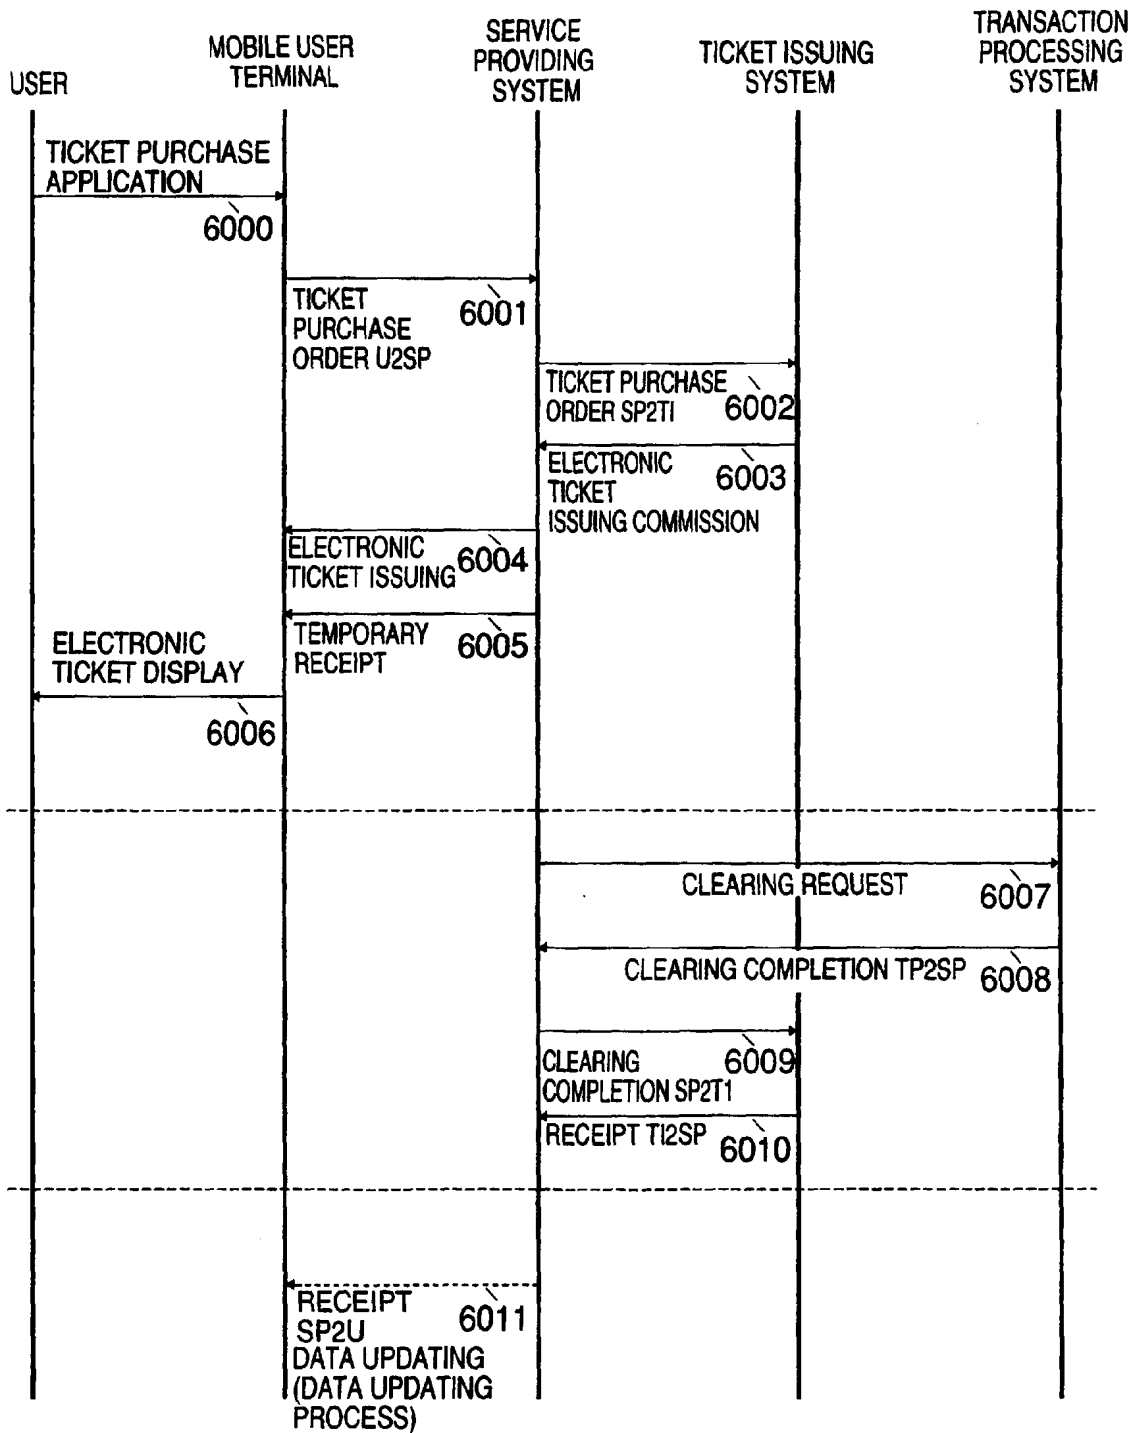 USER
MOBILE USER
TERMINAL
SERVICE
PROVIDING
SYSTEM
TICKET ISSUING
SYSTEM
TRANSACTION
PROCESSING
SYSTEM
TICKET PURCHASE
APPLICATION
6000
TICKET
PURCHASE
ORDER U2SP
6001
TICKET PURCHASE
ORDER SP2TI
6002
ELECTRONIC
TICKET
ISSUING COMMISSION
6003
ELECTRONIC
TICKET ISSUING
6004
TEMPORARY
RECEIPT
6005
ELECTRONIC
TICKET DISPLAY
6006
CLEARING REQUEST
6007
CLEARING COMPLETION TP2SP
6008
CLEARING
COMPLETION SP2T1
6009
RECEIPT TI2SP
6010
RECEIPT
SP2U
DATA UPDATING
(DATA UPDATING
PROCESS)
6011